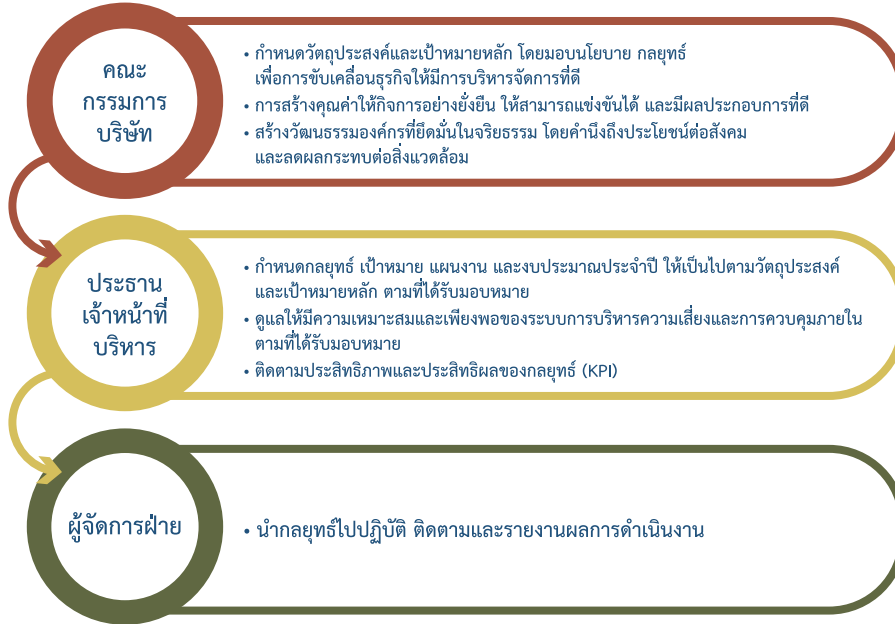 คณะ
กรรมการ
บริษัท
• กำหนดวัตถุประสงค์และเป้าหมายหลัก โดยมอบนโยบาย กลยุทธ์
เพื่อการขับเคลื่อนธุรกิจให้มีการบริหารจัดการที่ดี
• การสร้างคุณค่าให้กิจการอย่างยั่งยืน ให้สามารถแข่งขันได้ และมีผลประกอบการที่ดี
• สร้างวัฒนธรรมองค์กรที่ยึดมั่นในจริยธรรม โดยคำนึงถึงประโยชน์ต่อสังคม
และลดผลกระทบต่อสิ่งแวดล้อม
ประธาน
เจ้าหน้าที่
บริหาร
• กำหนดกลยุทธ์ เป้าหมาย แผนงาน และงบประมาณประจำปี ให้เป็นไปตามวัตถุประสงค์
และเป้าหมายหลัก ตามที่ได้รับมอบหมาย
• ดูแลให้มีความเหมาะสมและเพียงพอของระบบการบริหารความเสี่ยงและการควบคุมภายใน
ตามที่ได้รับมอบหมาย
• ติดตามประสิทธิภาพและประสิทธิผลของกลยุทธ์ (KPI)
ผู้จัดการฝ่าย
• นำกลยุทธ์ไปปฏิบัติ ติดตามและรายงานผลการดำเนินงาน